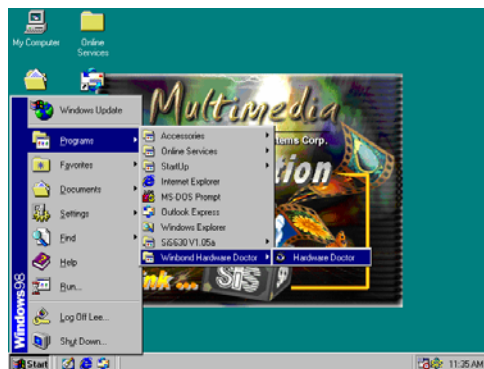 My Computer
Online Services
Windows Update
Programs
Favorites
Documents
Settings
Find
Help
Run...
Log Off Lee...
Shut Down...
Windows98
Accessories
Online Services
StartUp
Internet Explorer
MS-DOS Prompt
Outlook Express
Windows Explorer
SiS630 V1.05a
Winbond Hardware Doctor
Hardware Doctor
Multimedia
tems Corp.
tion
ink ...
SiS
Start
11:35 AM